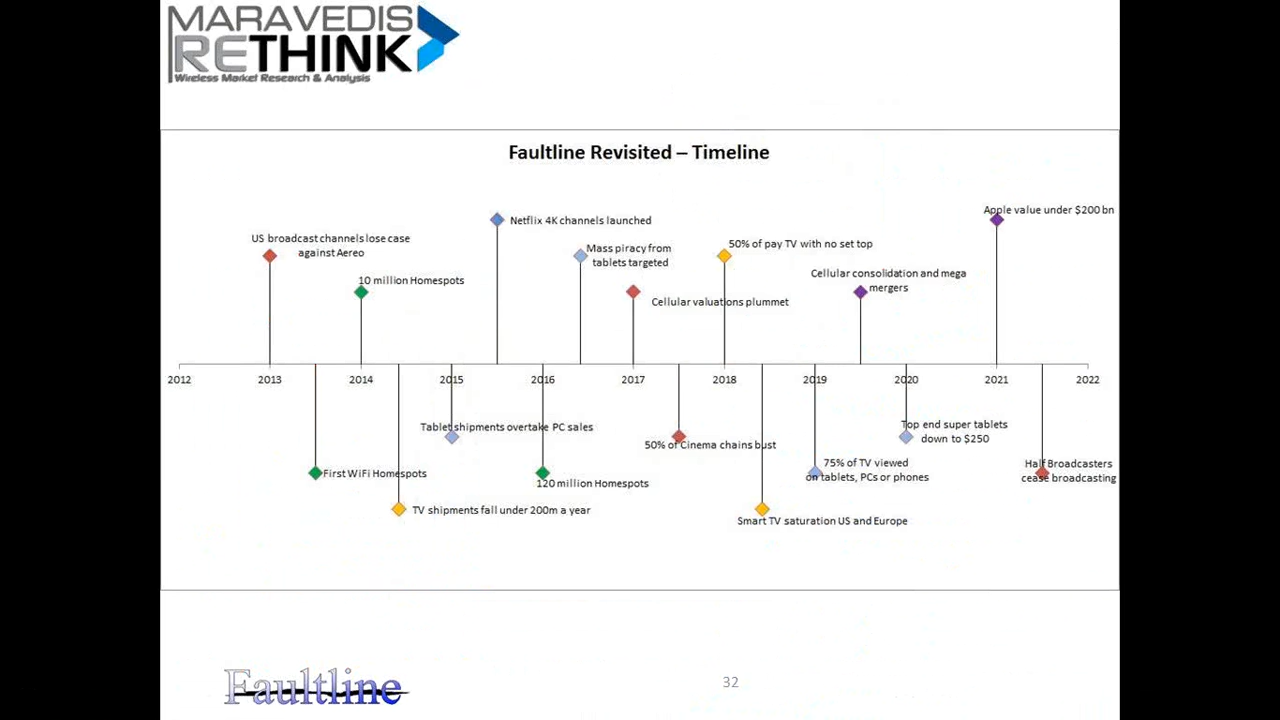 MARAVEDIS
RETHINK
Wireless Market Research & Analysis
Faultline Revisited – Timeline
Apple value under $200 bn
Netflix 4K channels launched
US broadcast channels lose case
against Aereo
Mass piracy from
tablets targeted
50% of pay TV with no set top
10 million Homespots
Cellular consolidation and mega
mergers
Cellular valuations plummet
2012 2013 2014 2015 2016 2017 2018 2019 2020 2021 2022
Tablet shipments overtake PC sales
50% of Cinema chains bust
Top end super tablets
down to $250
First WiFi Homespots
120 million Homespots
75% of TV viewed
on tablets, PCs or phones
Half Broadcasters
cease broadcasting
TV shipments fall under 200m a year
Smart TV saturation US and Europe
Faultline
32